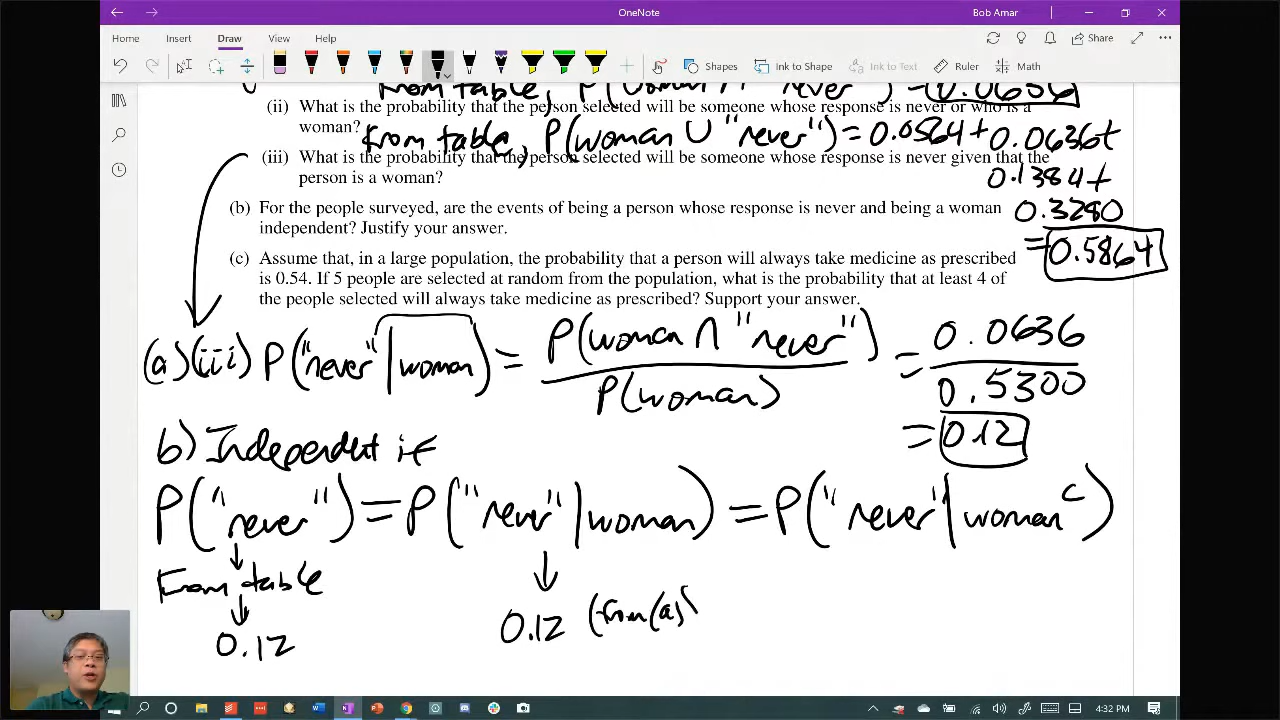 OneNote
Bob Amar
Home Insert Draw View Help
Share
Shapes Ink to Shape Ink to Text Ruler Math
from table, P(woman ∩ "never") = 0.0636
(ii) What is the probability that the person selected will be someone whose response is never or who is a
woman?
from table, P(woman ∪ "never") = 0.0564 + 0.0636 +
0.1384 +
0.3280
= 0.5864
(iii) What is the probability that the person selected will be someone whose response is never given that the
person is a woman?
(b) For the people surveyed, are the events of being a person whose response is never and being a woman
independent? Justify your answer.
(c) Assume that, in a large population, the probability that a person will always take medicine as prescribed
is 0.54. If 5 people are selected at random from the population, what is the probability that at least 4 of
the people selected will always take medicine as prescribed? Support your answer.
(a)(iii) P("never" | woman) = P(woman ∩ "never") / P(woman) = 0.0636 / 0.5300
= 0.12
b) Independent if
P("never") = P("never" | woman) = P("never" | woman^c)
From table
0.12
0.12 (from (a))
4:32 PM